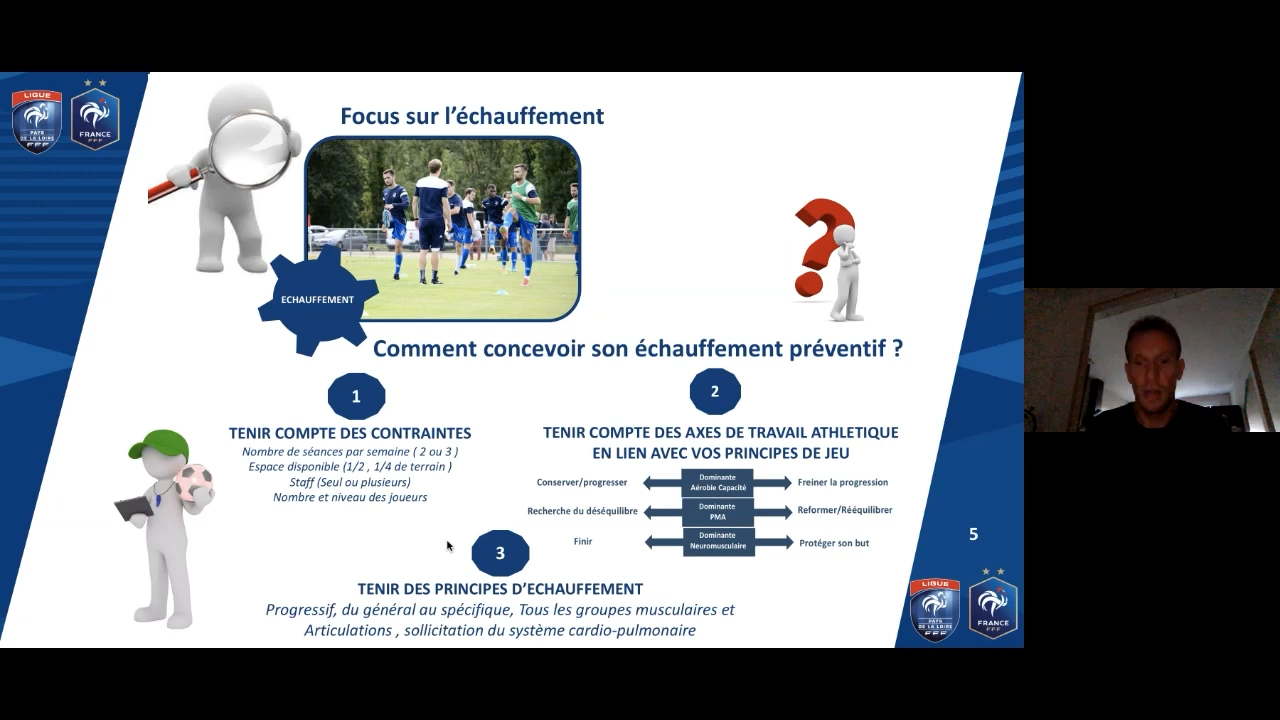 LIGUE
PAYS
DE LA LOIRE
FFF
FRANCE
FFF
Focus sur l'échauffement
ECHAUFFEMENT
Comment concevoir son échauffement préventif ?
1
TENIR COMPTE DES CONTRAINTES
Nombre de séances par semaine ( 2 ou 3 )
Espace disponible (1/2 , 1/4 de terrain )
Staff (Seul ou plusieurs)
Nombre et niveau des joueurs
2
TENIR COMPTE DES AXES DE TRAVAIL ATHLETIQUE
EN LIEN AVEC VOS PRINCIPES DE JEU
Conserver/progresser
Dominante
Aérobie Capacité
Freiner la progression
Recherche du déséquilibre
Dominante
PMA
Reformer/Rééquilibrer
Finir
Dominante
Neuromusculaire
Protéger son but
3
TENIR DES PRINCIPES D'ECHAUFFEMENT
Progressif, du général au spécifique, Tous les groupes musculaires et
Articulations , sollicitation du système cardio-pulmonaire
5
LIGUE
PAYS
DE LA LOIRE
FFF
FRANCE
FFF